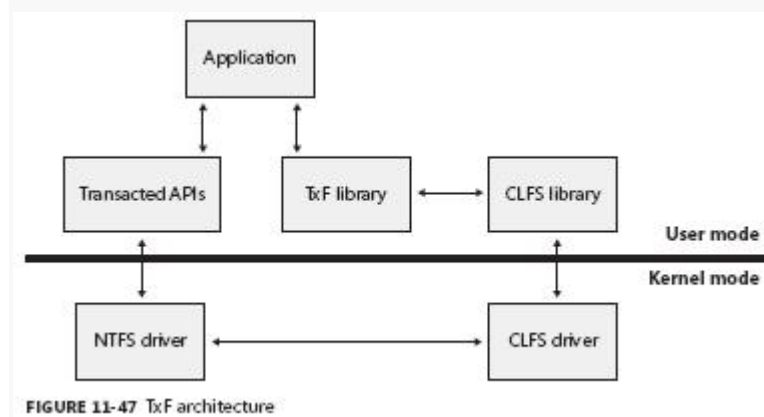 Application
Transacted APIs
TxF library
CLFS library
User mode
Kernel mode
NTFS driver
CLFS driver
FIGURE 11-47 TxF architecture